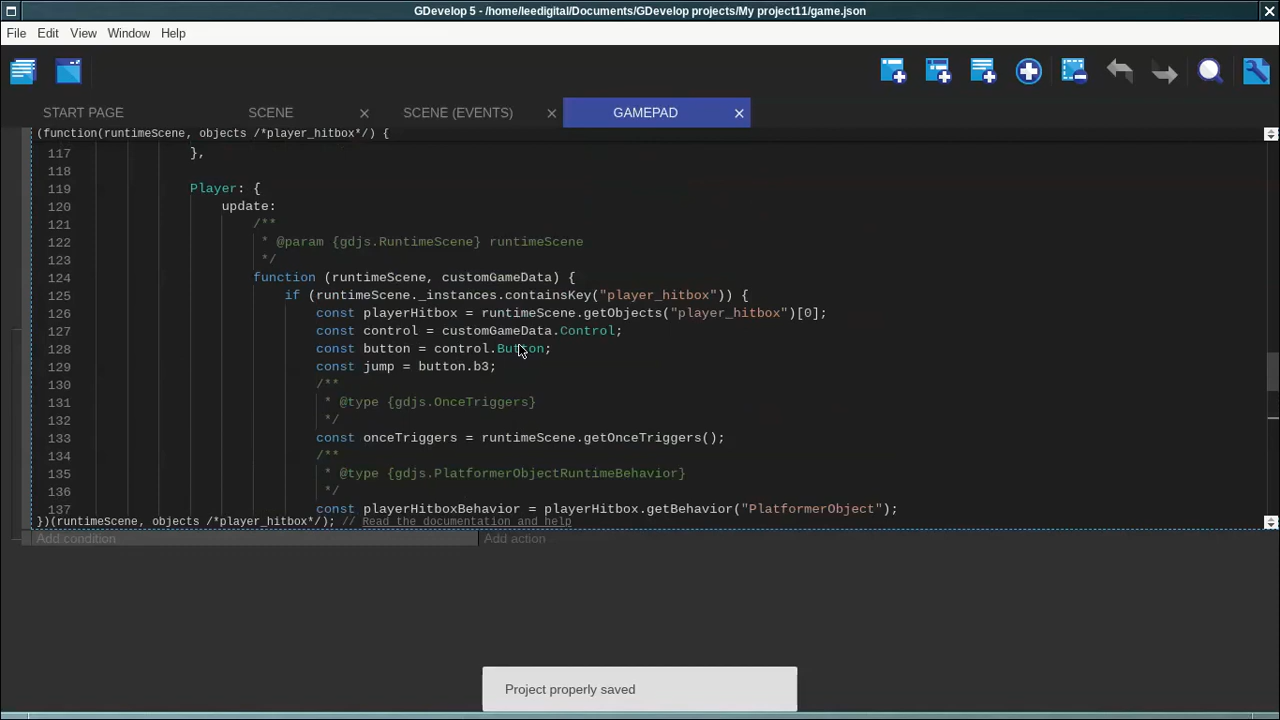 GDevelop 5 - /home/leedigital/Documents/GDevelop projects/My project11/game.json
File Edit View Window Help
START PAGE SCENE SCENE (EVENTS) GAMEPAD
(function(runtimeScene, objects /*player_hitbox*/) {
117 },
118
119 Player: {
120 update:
121 /**
122 * @param {gdjs.RuntimeScene} runtimeScene
123 */
124 function (runtimeScene, customGameData) {
125 if (runtimeScene._instances.containsKey("player_hitbox")) {
126 const playerHitbox = runtimeScene.getObjects("player_hitbox")[0];
127 const control = customGameData.Control;
128 const button = control.Button;
129 const jump = button.b3;
130 /**
131 * @type {gdjs.OnceTriggers}
132 */
133 const onceTriggers = runtimeScene.getOnceTriggers();
134 /**
135 * @type {gdjs.PlatformerObjectRuntimeBehavior}
136 */
137 const playerHitboxBehavior = playerHitbox.getBehavior("PlatformerObject");
})(runtimeScene, objects /*player_hitbox*/); // Read the documentation and help
Add condition Add action
Project properly saved